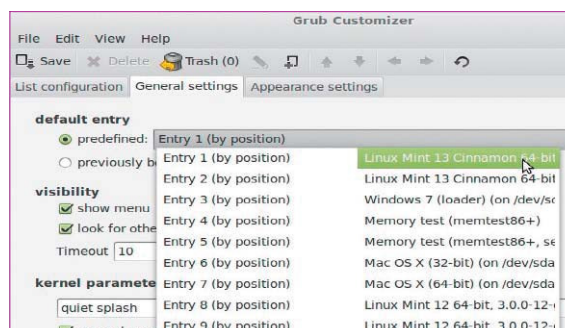 Grub Customizer
File Edit View Help
Save Delete Trash (0)
List configuration General settings Appearance settings
default entry
predefined: Entry 1 (by position)
previously
Entry 1 (by position) Linux Mint 13 Cinnamon 64-bit
Entry 2 (by position) Linux Mint 13 Cinnamon 64-bit
visibility
Entry 3 (by position) Windows 7 (loader) (on
show menu
Entry 4 (by position) Memory test (memtest86+)
look for
Entry 5 (by position) Memory test (memtest86+,
Timeout 10
Entry 6 (by position) Mac OS X (32-bit) (on /dev/sda
kernel
Entry 7 (by position) Mac OS X (64-bit) (on /dev/sda
quiet splash
Entry 8 (by position) Linux Mint 12 64-bit, 3.0.0-12-
Entry 9 (by position) Linux Mint 12 64-bit, 3.0.0-12-